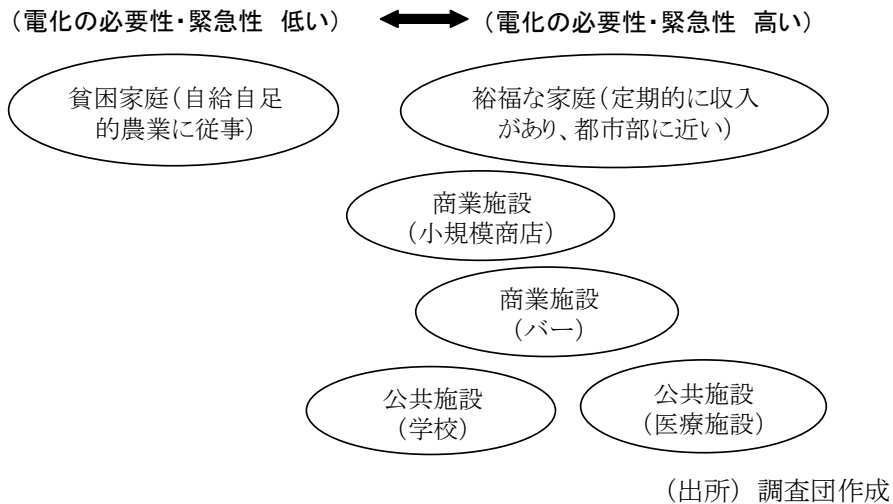 （電化の必要性・緊急性 低い）
（電化の必要性・緊急性 高い）
貧困家庭（自給自足
的農業に従事）
裕福な家庭（定期的に収入
があり、都市部に近い）
商業施設
（小規模商店）
商業施設
（バー）
公共施設
（学校）
公共施設
（医療施設）
（出所） 調査団作成